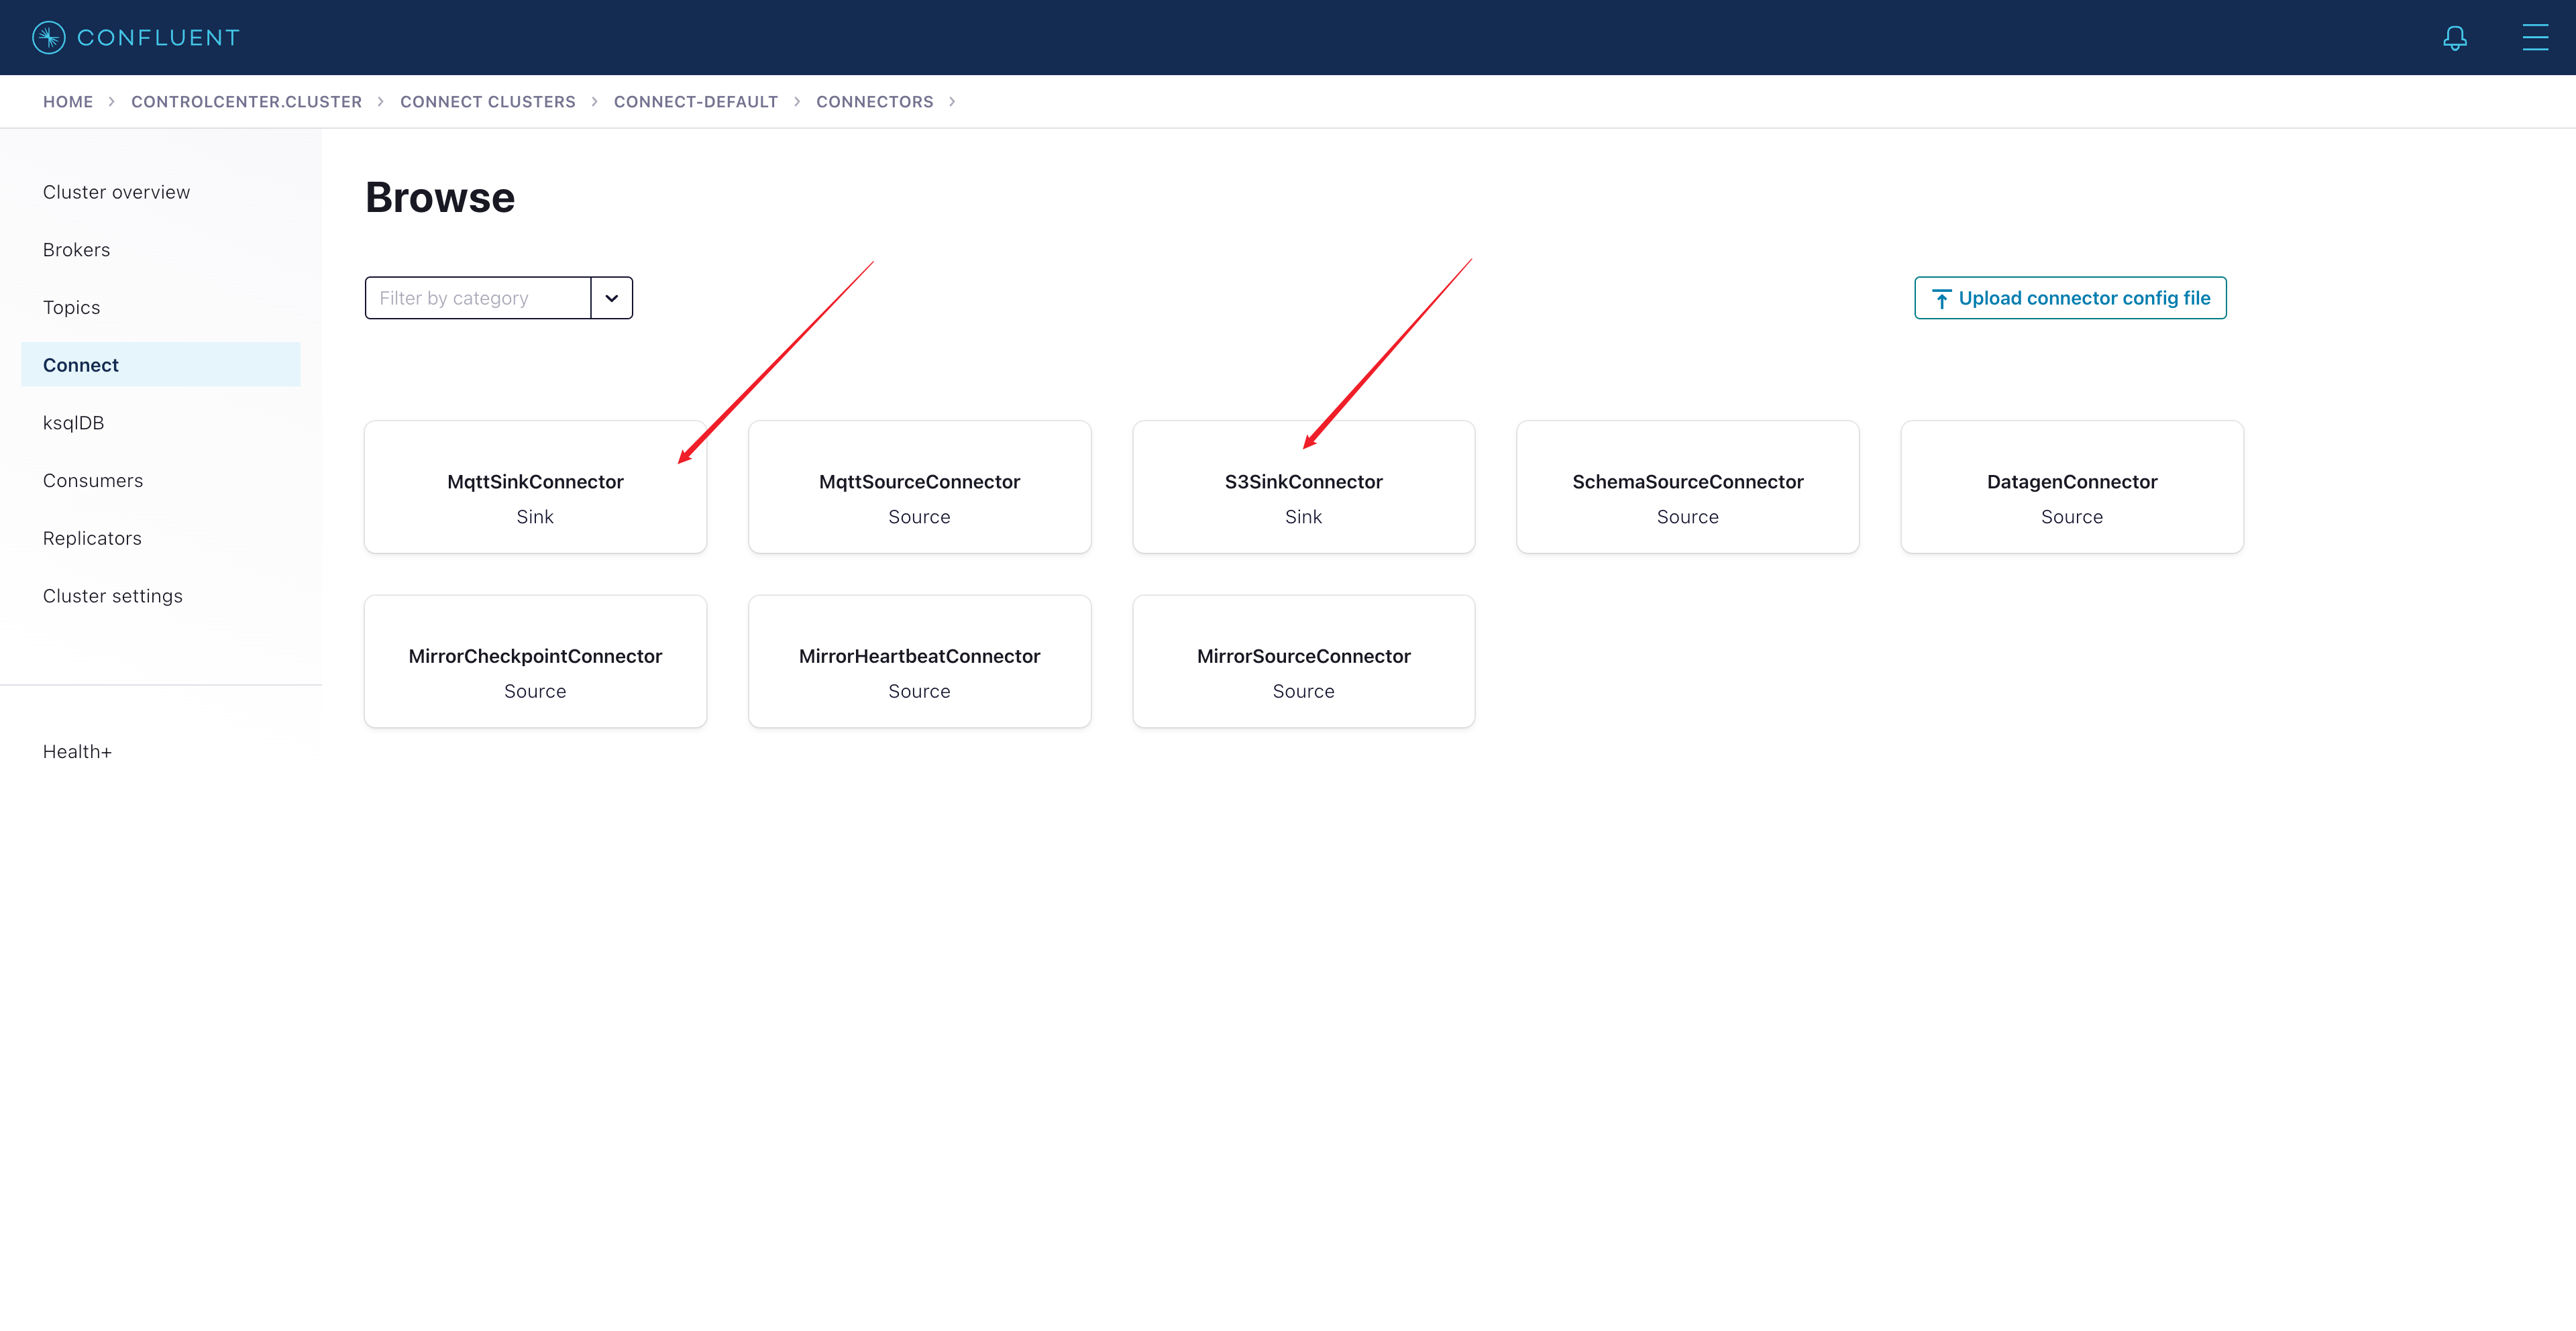 CONFLUENT
HOME > CONTROLCENTER.CLUSTER > CONNECT CLUSTERS > CONNECT-DEFAULT > CONNECTORS >
Cluster overview
Brokers
Topics
Connect
ksqlDB
Consumers
Replicators
Cluster settings
Health+
Browse
Filter by category
Upload connector config file
MqttSinkConnector
Sink
MqttSourceConnector
Source
S3SinkConnector
Sink
SchemaSourceConnector
Source
DatagenConnector
Source
MirrorCheckpointConnector
Source
MirrorHeartbeatConnector
Source
MirrorSourceConnector
Source